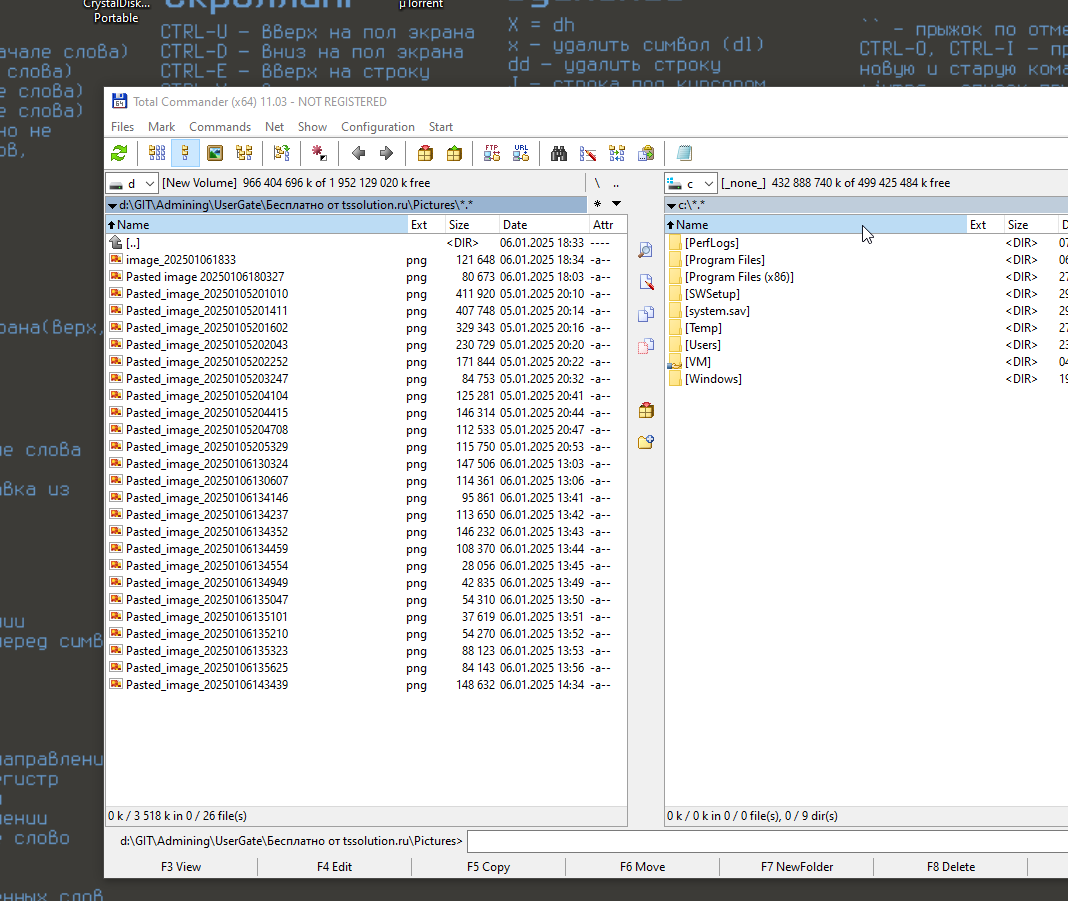 CrystalDisk...
Portable
µTorrent
CTRL-U - Вверх на пол экрана
CTRL-D - Вниз на пол экрана
CTRL-E - Вверх на строку
X = dh
x - удалить символ (dl)
dd - удалить строку
`` - прыжок по
CTRL-O, CTRL-I -
новую и старую
начале слова)
слова)
слова)
слова)
но не
ов,
Total Commander (x64) 11.03 - NOT REGISTERED
Files Mark Commands Net Show Configuration Start
FTP URL
d [New Volume] 966 404 696 k of 1 952 129 020 k free \ ..
d:\GIT\Admining\UserGate\Бесплатно от tssolution.ru\Pictures\*.* * 
Name Ext Size Date Attr
[..] <DIR> 06.01.2025 18:33 ----
image_202501061833 png 121 648 06.01.2025 18:34 -a--
Pasted image 20250106180327 png 80 673 06.01.2025 18:03 -a--
Pasted_image_20250105201010 png 411 920 05.01.2025 20:10 -a--
Pasted_image_20250105201411 png 407 748 05.01.2025 20:14 -a--
Pasted_image_20250105201602 png 329 343 05.01.2025 20:16 -a--
Pasted_image_20250105202043 png 230 729 05.01.2025 20:20 -a--
Pasted_image_20250105202252 png 171 844 05.01.2025 20:22 -a--
Pasted_image_20250105203247 png 84 753 05.01.2025 20:32 -a--
Pasted_image_20250105204104 png 125 281 05.01.2025 20:41 -a--
Pasted_image_20250105204415 png 146 314 05.01.2025 20:44 -a--
Pasted_image_20250105204708 png 112 533 05.01.2025 20:47 -a--
Pasted_image_20250105205329 png 115 750 05.01.2025 20:53 -a--
Pasted_image_20250106130324 png 147 506 06.01.2025 13:03 -a--
Pasted_image_20250106130607 png 114 361 06.01.2025 13:06 -a--
Pasted_image_20250106134146 png 95 861 06.01.2025 13:41 -a--
Pasted_image_20250106134237 png 113 650 06.01.2025 13:42 -a--
Pasted_image_20250106134352 png 146 232 06.01.2025 13:43 -a--
Pasted_image_20250106134459 png 108 370 06.01.2025 13:44 -a--
Pasted_image_20250106134554 png 28 056 06.01.2025 13:45 -a--
Pasted_image_20250106134949 png 42 835 06.01.2025 13:49 -a--
Pasted_image_20250106135047 png 54 310 06.01.2025 13:50 -a--
Pasted_image_20250106135101 png 37 619 06.01.2025 13:51 -a--
Pasted_image_20250106135210 png 54 270 06.01.2025 13:52 -a--
Pasted_image_20250106135323 png 88 123 06.01.2025 13:53 -a--
Pasted_image_20250106135625 png 84 143 06.01.2025 13:56 -a--
Pasted_image_20250106143439 png 148 632 06.01.2025 14:34 -a--
0 k / 3 518 k in 0 / 26 file(s)
c [_none_] 432 888 740 k of 499 425 484 k free
c:\*.*
Name Ext Size
[PerfLogs] <DIR> 07
[Program Files] <DIR> 06
[Program Files (x86)] <DIR> 27
[SWSetup] <DIR> 29
[system.sav] <DIR> 29
[Temp] <DIR> 27
[Users] <DIR> 23
[VM] <DIR> 04
[Windows] <DIR> 19
0 k / 0 k in 0 / 0 file(s), 0 / 9 dir(s)
d:\GIT\Admining\UserGate\Бесплатно от tssolution.ru\Pictures>
F3 View F4 Edit F5 Copy F6 Move F7 NewFolder F8 Delete
рана(верх,
слова
авка из
перед симв
направлени
егистр
слово